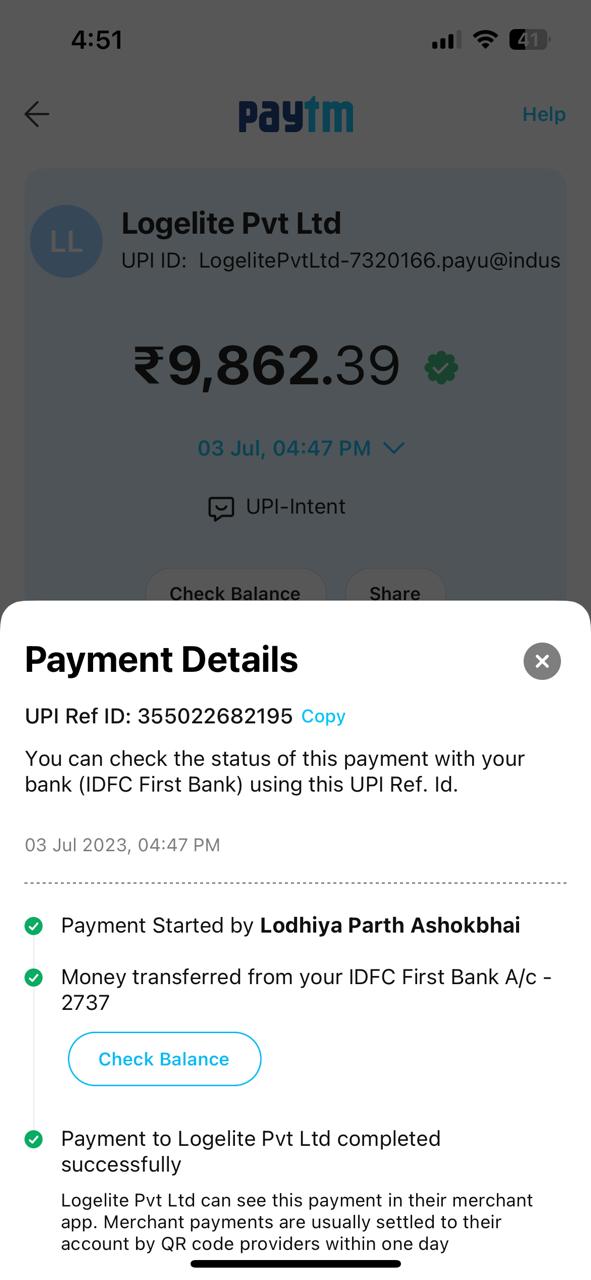 4:51
41
paytm
Help
LL
Logelite Pvt Ltd
UPI ID: LogelitePvtLtd-7320166.payu@indus
₹9,862.39
03 Jul, 04:47 PM
UPI-Intent
Check Balance
Share
Payment Details
UPI Ref ID: 355022682195 Copy
You can check the status of this payment with your
bank (IDFC First Bank) using this UPI Ref. Id.
03 Jul 2023, 04:47 PM
Payment Started by Lodhiya Parth Ashokbhai
Money transferred from your IDFC First Bank A/c -
2737
Check Balance
Payment to Logelite Pvt Ltd completed
successfully
Logelite Pvt Ltd can see this payment in their merchant
app. Merchant payments are usually settled to their
account by QR code providers within one day